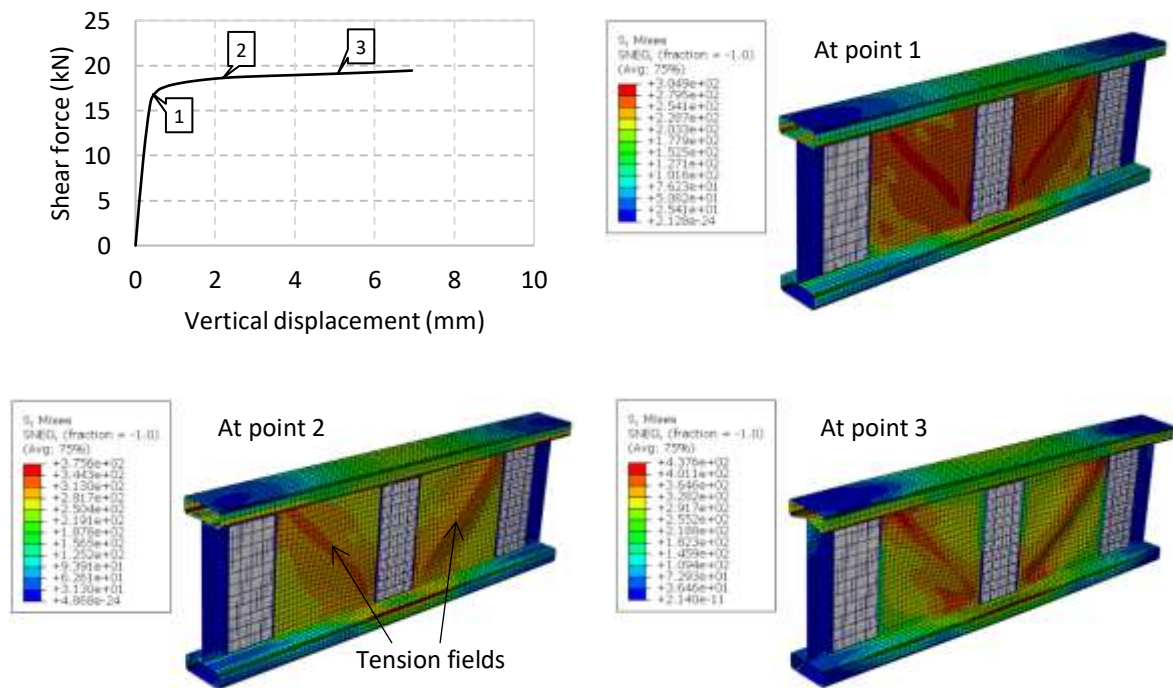 25
20
15
10
5
0
Shear force (kN)
1
2
3
0
2
4
6
8
10
Vertical displacement (mm)
S, Mises
SNEG, (fraction = -1.0)
(Avg: 75%)
+3.049e+02
+2.795e+02
+2.541e+02
+2.287e+02
+2.033e+02
+1.779e+02
+1.525e+02
+1.271e+02
+1.016e+02
+7.623e+01
+5.082e+01
+2.541e+01
+2.128e-24
At point 1
S, Mises
SNEG, (fraction = -1.0)
(Avg: 75%)
+3.756e+02
+3.443e+02
+3.130e+02
+2.817e+02
+2.504e+02
+2.191e+02
+1.878e+02
+1.565e+02
+1.252e+02
+9.391e+01
+6.261e+01
+3.130e+01
+4.868e-24
At point 2
Tension fields
S, Mises
SNEG, (fraction = -1.0)
(Avg: 75%)
+4.376e+02
+4.011e+02
+3.646e+02
+3.282e+02
+2.917e+02
+2.552e+02
+2.188e+02
+1.823e+02
+1.459e+02
+1.094e+02
+7.293e+01
+3.646e+01
+2.140e-11
At point 3